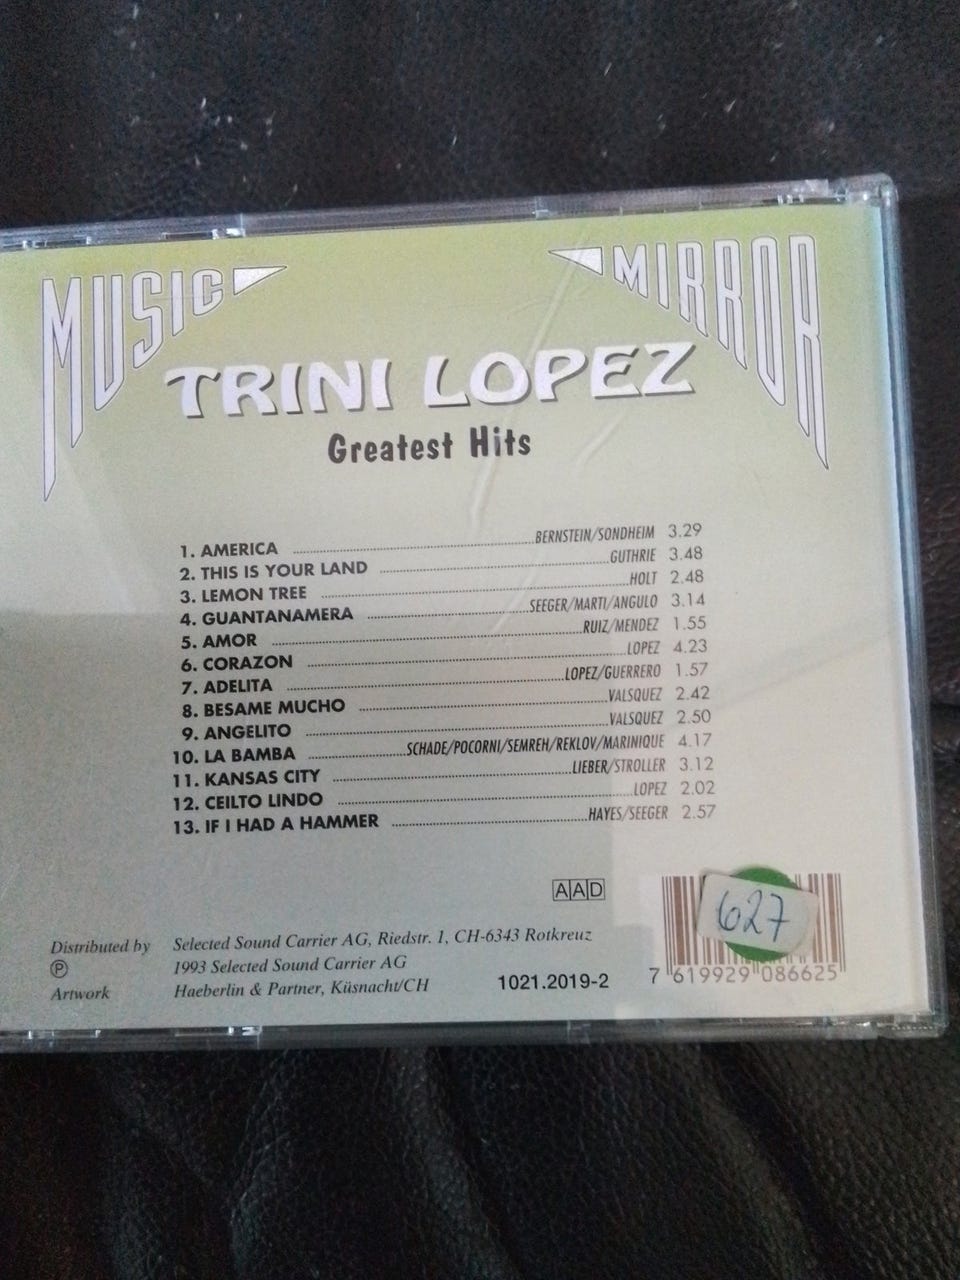 MUSIC MIRROR
TRINI LOPEZ
Greatest Hits
1. AMERICA BERNSTEIN/SONDHEIM 3.29
2. THIS IS YOUR LAND GUTHRIE 3.48
3. LEMON TREE HOLT 2.48
4. GUANTANAMERA SEEGER/MARTI/ANGULO 3.14
5. AMOR RUIZ/MENDEZ 1.55
6. CORAZON LOPEZ 4.23
7. ADELITA LOPEZ/GUERRERO 1.57
8. BESAME MUCHO VALSQUEZ 2.42
9. ANGELITO VALSQUEZ 2.50
10. LA BAMBA SCHADE/POCORNI/SEMREH/REKLOV/MARINIQUE 4.17
11. KANSAS CITY LIEBER/STROLLER 3.12
12. CEILTO LINDO LOPEZ 2.02
13. IF I HAD A HAMMER HAYES/SEEGER 2.57
AAD
627
Distributed by Selected Sound Carrier AG, Riedstr. 1, CH-6343 Rotkreuz
℗ 1993 Selected Sound Carrier AG
Artwork Haeberlin & Partner, Küsnacht/CH
1021.2019-2
7 619929 086625